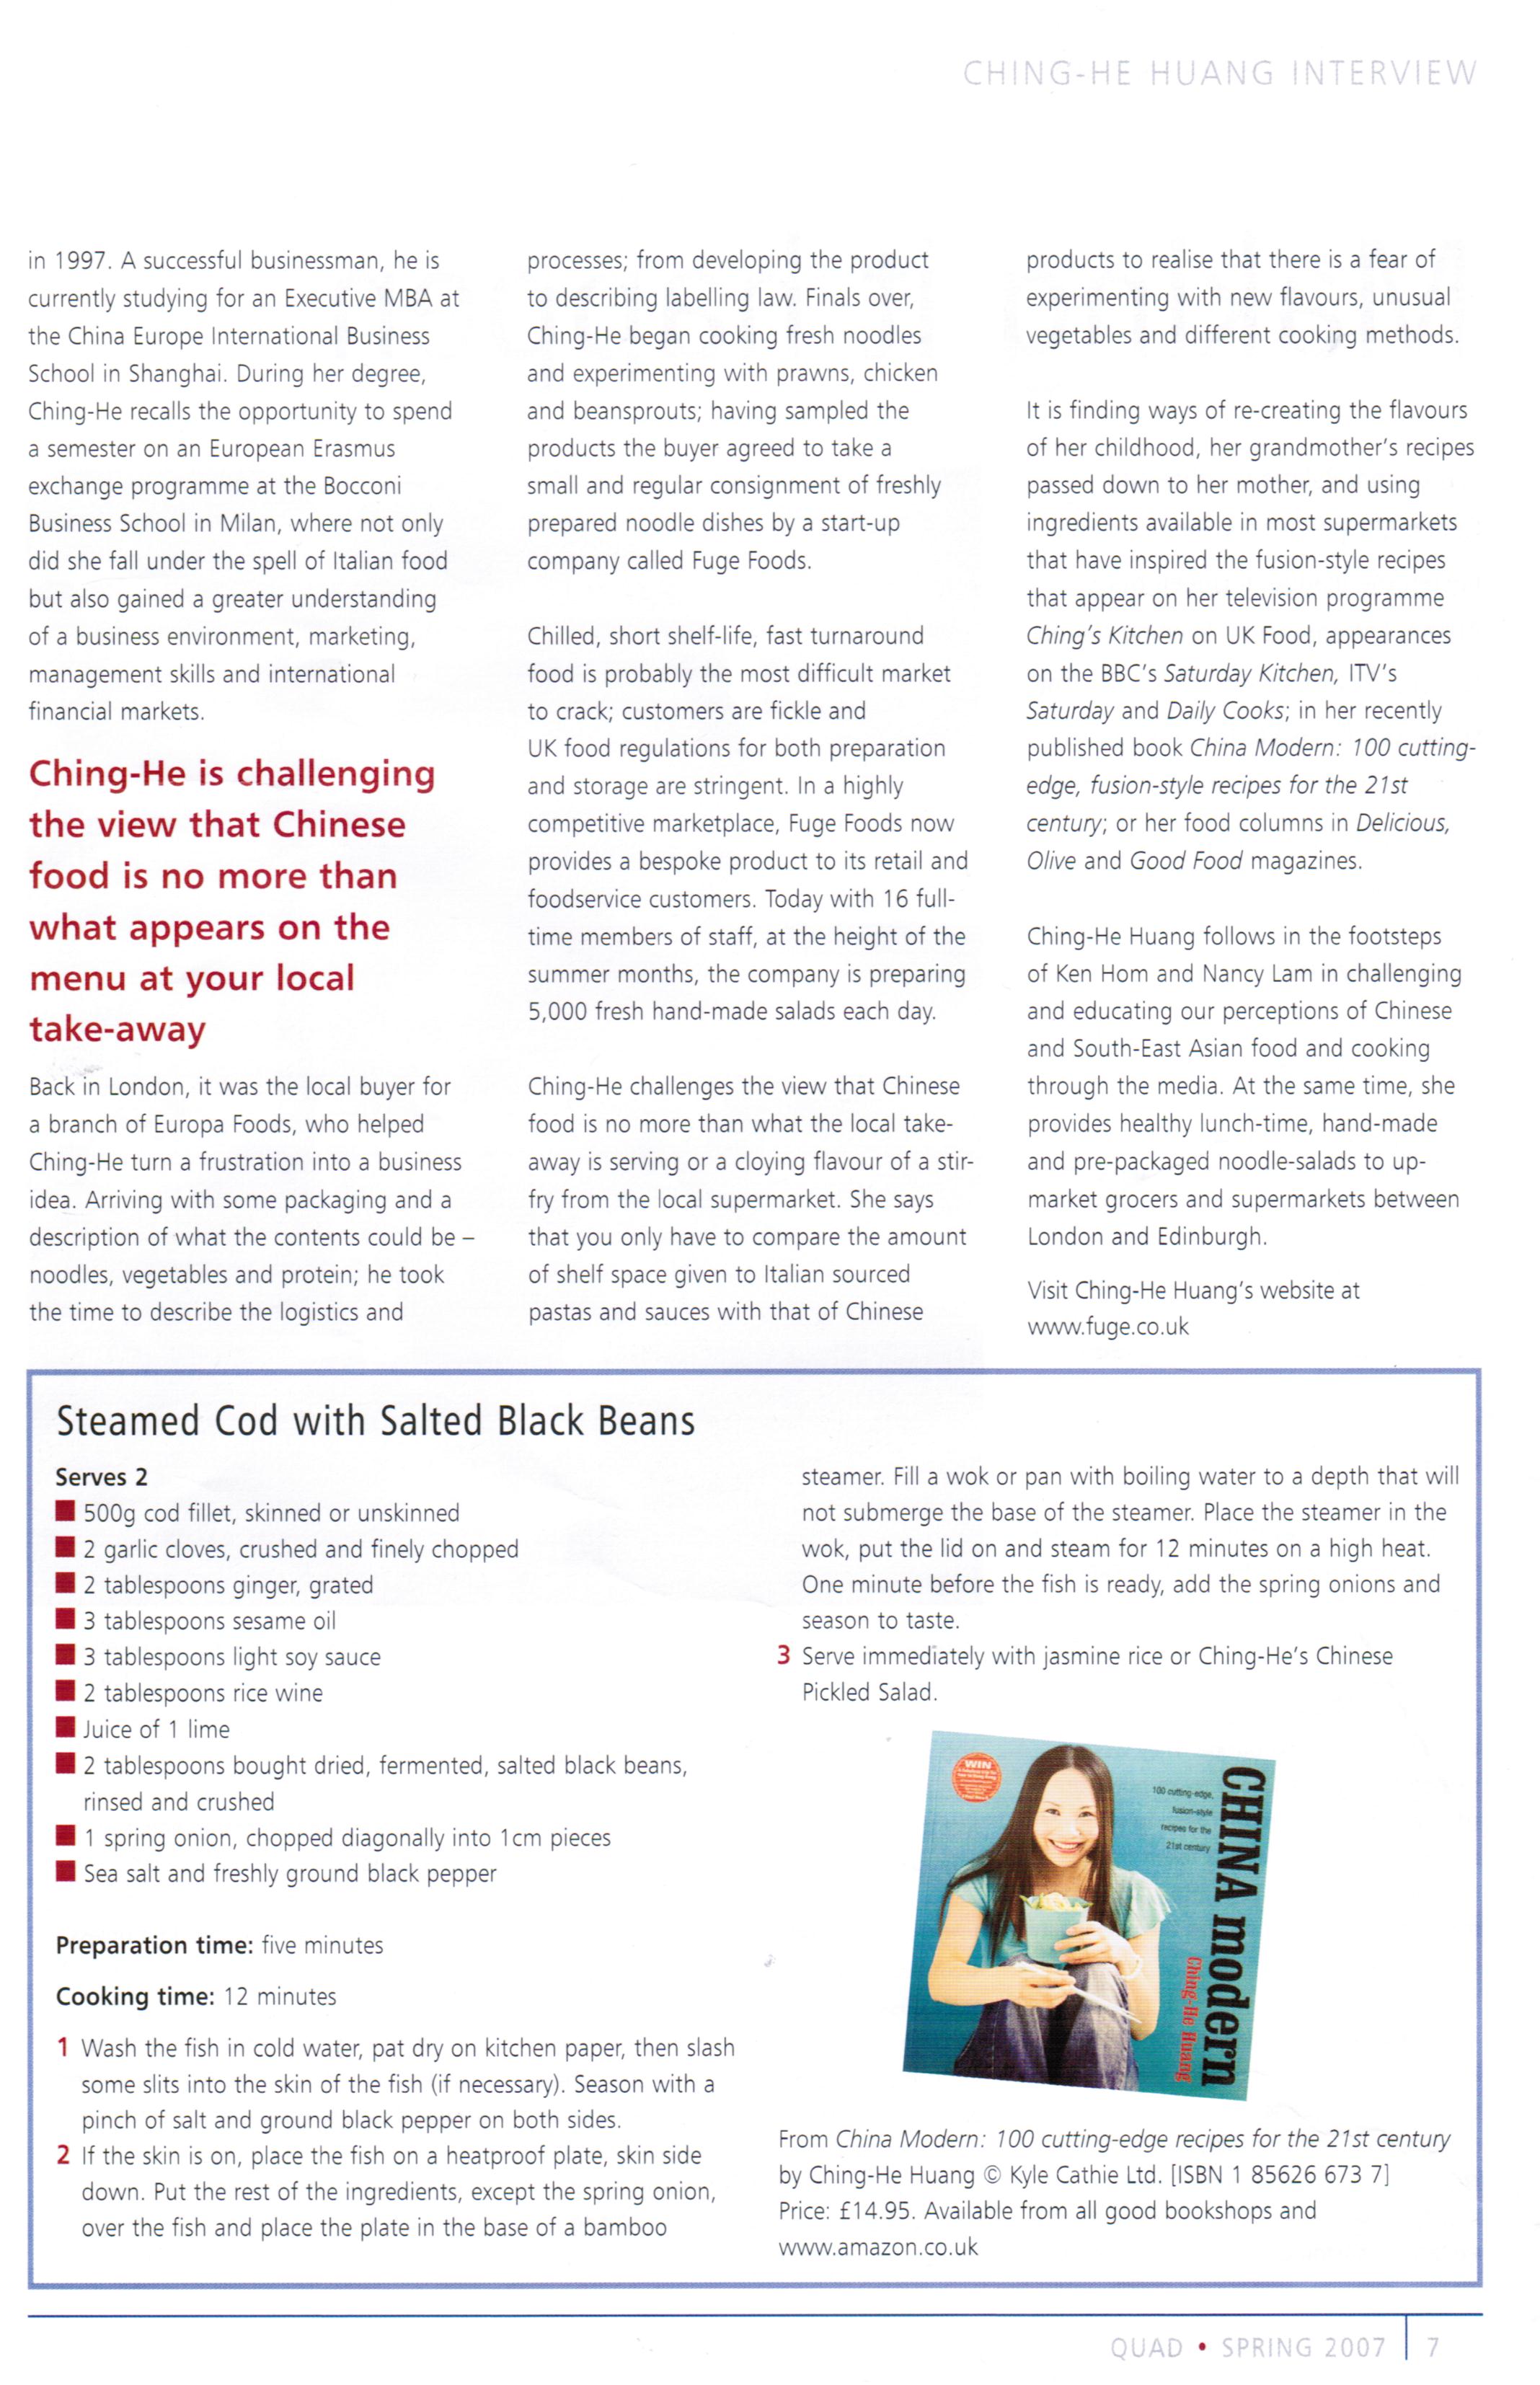 CHING-HE HUANG INTERVIEW
in 1997. A successful businessman, he is
currently studying for an Executive MBA at
the China Europe International Business
School in Shanghai. During her degree,
Ching-He recalls the opportunity to spend
a semester on an European Erasmus
exchange programme at the Bocconi
Business School in Milan, where not only
did she fall under the spell of Italian food
but also gained a greater understanding
of a business environment, marketing,
management skills and international
financial markets.
Ching-He is challenging
the view that Chinese
food is no more than
what appears on the
menu at your local
take-away
Back in London, it was the local buyer for
a branch of Europa Foods, who helped
Ching-He turn a frustration into a business
idea. Arriving with some packaging and a
description of what the contents could be –
noodles, vegetables and protein; he took
the time to describe the logistics and
processes; from developing the product
to describing labelling law. Finals over,
Ching-He began cooking fresh noodles
and experimenting with prawns, chicken
and beansprouts; having sampled the
products the buyer agreed to take a
small and regular consignment of freshly
prepared noodle dishes by a start-up
company called Fuge Foods.
Chilled, short shelf-life, fast turnaround
food is probably the most difficult market
to crack; customers are fickle and
UK food regulations for both preparation
and storage are stringent. In a highly
competitive marketplace, Fuge Foods now
provides a bespoke product to its retail and
foodservice customers. Today with 16 full-
time members of staff, at the height of the
summer months, the company is preparing
5,000 fresh hand-made salads each day.
Ching-He challenges the view that Chinese
food is no more than what the local take-
away is serving or a cloying flavour of a stir-
fry from the local supermarket. She says
that you only have to compare the amount
of shelf space given to Italian sourced
pastas and sauces with that of Chinese
products to realise that there is a fear of
experimenting with new flavours, unusual
vegetables and different cooking methods.
It is finding ways of re-creating the flavours
of her childhood, her grandmother's recipes
passed down to her mother, and using
ingredients available in most supermarkets
that have inspired the fusion-style recipes
that appear on her television programme
Ching's Kitchen on UK Food, appearances
on the BBC's Saturday Kitchen, ITV's
Saturday and Daily Cooks; in her recently
published book China Modern: 100 cutting-
edge, fusion-style recipes for the 21st
century; or her food columns in Delicious,
Olive and Good Food magazines.
Ching-He Huang follows in the footsteps
of Ken Hom and Nancy Lam in challenging
and educating our perceptions of Chinese
and South-East Asian food and cooking
through the media. At the same time, she
provides healthy lunch-time, hand-made
and pre-packaged noodle-salads to up-
market grocers and supermarkets between
London and Edinburgh.
Visit Ching-He Huang's website at
www.fuge.co.uk
Steamed Cod with Salted Black Beans
Serves 2
500g cod fillet, skinned or unskinned
2 garlic cloves, crushed and finely chopped
2 tablespoons ginger, grated
3 tablespoons sesame oil
3 tablespoons light soy sauce
2 tablespoons rice wine
Juice of 1 lime
2 tablespoons bought dried, fermented, salted black beans,
rinsed and crushed
1 spring onion, chopped diagonally into 1cm pieces
Sea salt and freshly ground black pepper
Preparation time: five minutes
Cooking time: 12 minutes
1 Wash the fish in cold water, pat dry on kitchen paper, then slash
some slits into the skin of the fish (if necessary). Season with a
pinch of salt and ground black pepper on both sides.
2 If the skin is on, place the fish on a heatproof plate, skin side
down. Put the rest of the ingredients, except the spring onion,
over the fish and place the plate in the base of a bamboo
steamer. Fill a wok or pan with boiling water to a depth that will
not submerge the base of the steamer. Place the steamer in the
wok, put the lid on and steam for 12 minutes on a high heat.
One minute before the fish is ready, add the spring onions and
season to taste.
3 Serve immediately with jasmine rice or Ching-He's Chinese
Pickled Salad.
WIN
100 cutting-edge,
fusion-style
recipes for the
21st century
CHINA modern
Ching-He Huang
From China Modern: 100 cutting-edge recipes for the 21st century
by Ching-He Huang © Kyle Cathie Ltd. [ISBN 1 85626 673 7]
Price: £14.95. Available from all good bookshops and
www.amazon.co.uk
QUAD • SPRING 2007 7